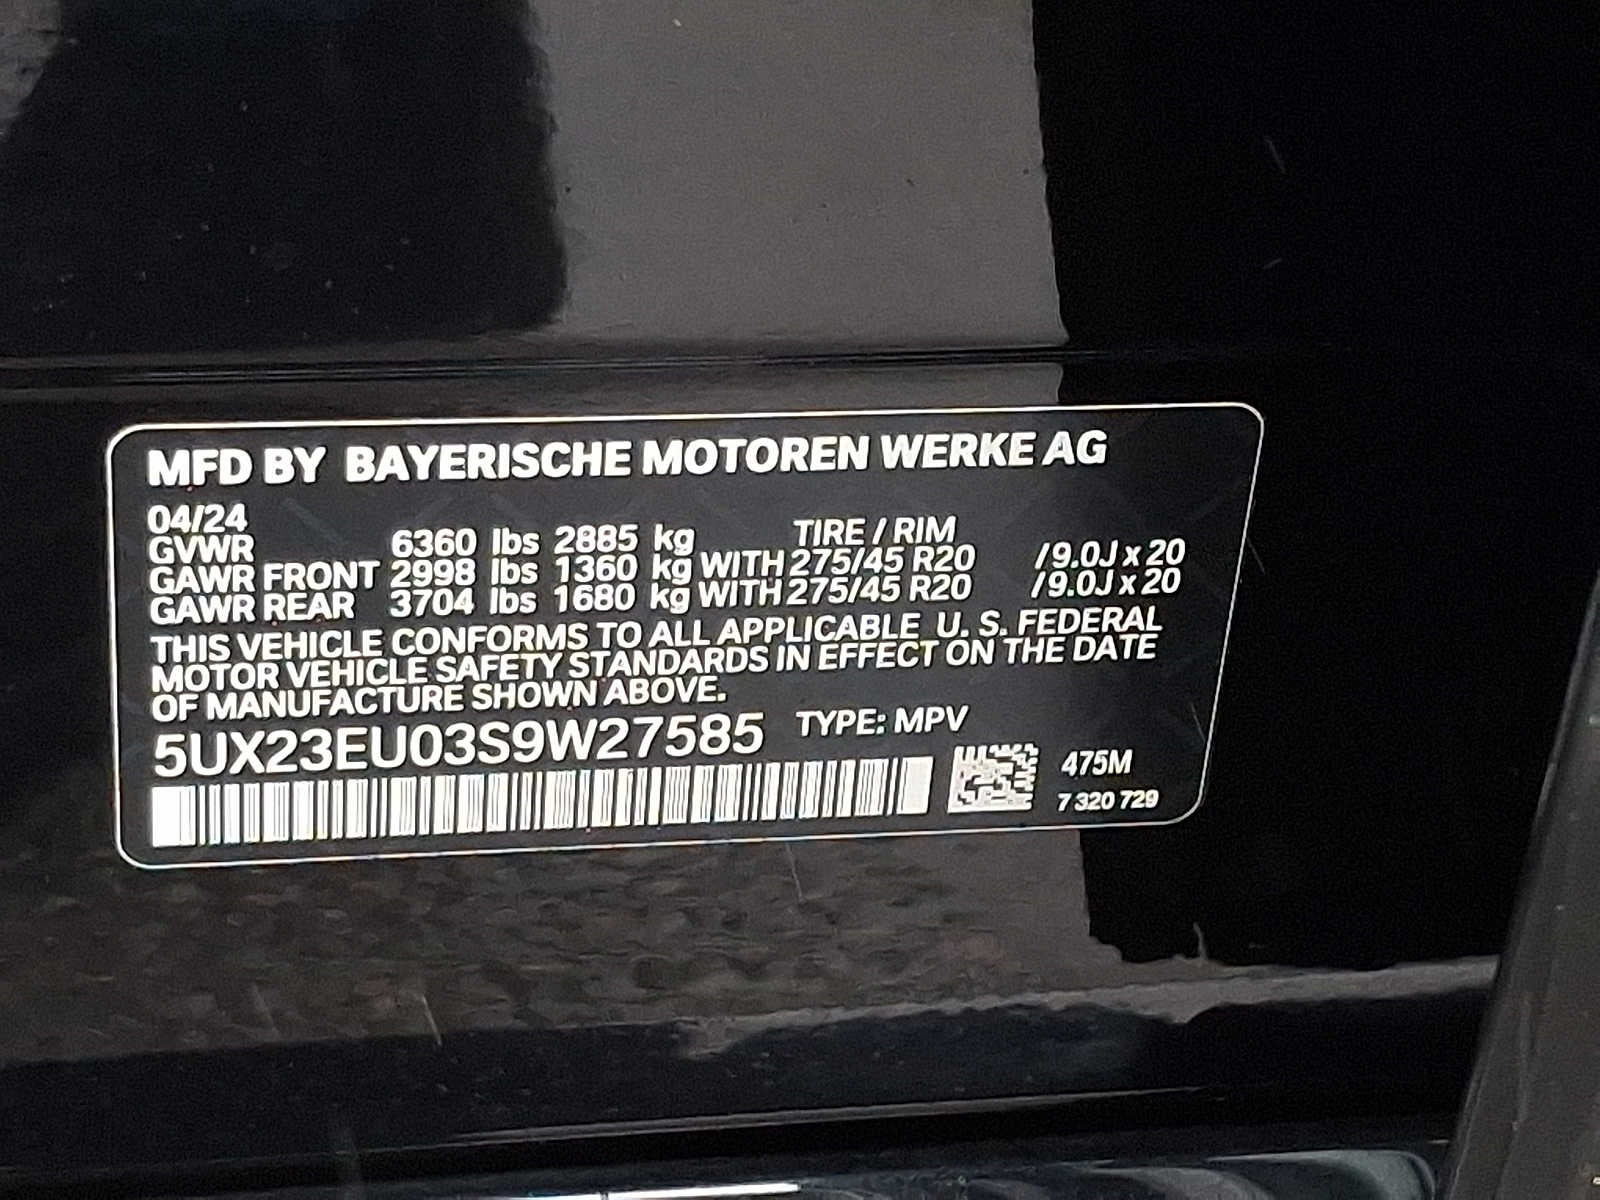 MFD BY BAYERISCHE MOTOREN WERKE AG
04/24
GVWR 6360 lbs 2885 kg TIRE / RIM
GAWR FRONT 2998 lbs 1360 kg WITH 275/45 R20 /9.0J x 20
GAWR REAR 3704 lbs 1680 kg WITH 275/45 R20 /9.0J x 20
THIS VEHICLE CONFORMS TO ALL APPLICABLE U. S. FEDERAL
MOTOR VEHICLE SAFETY STANDARDS IN EFFECT ON THE DATE
OF MANUFACTURE SHOWN ABOVE.
5UX23EU03S9W27585 TYPE: MPV
475M
7 320 729